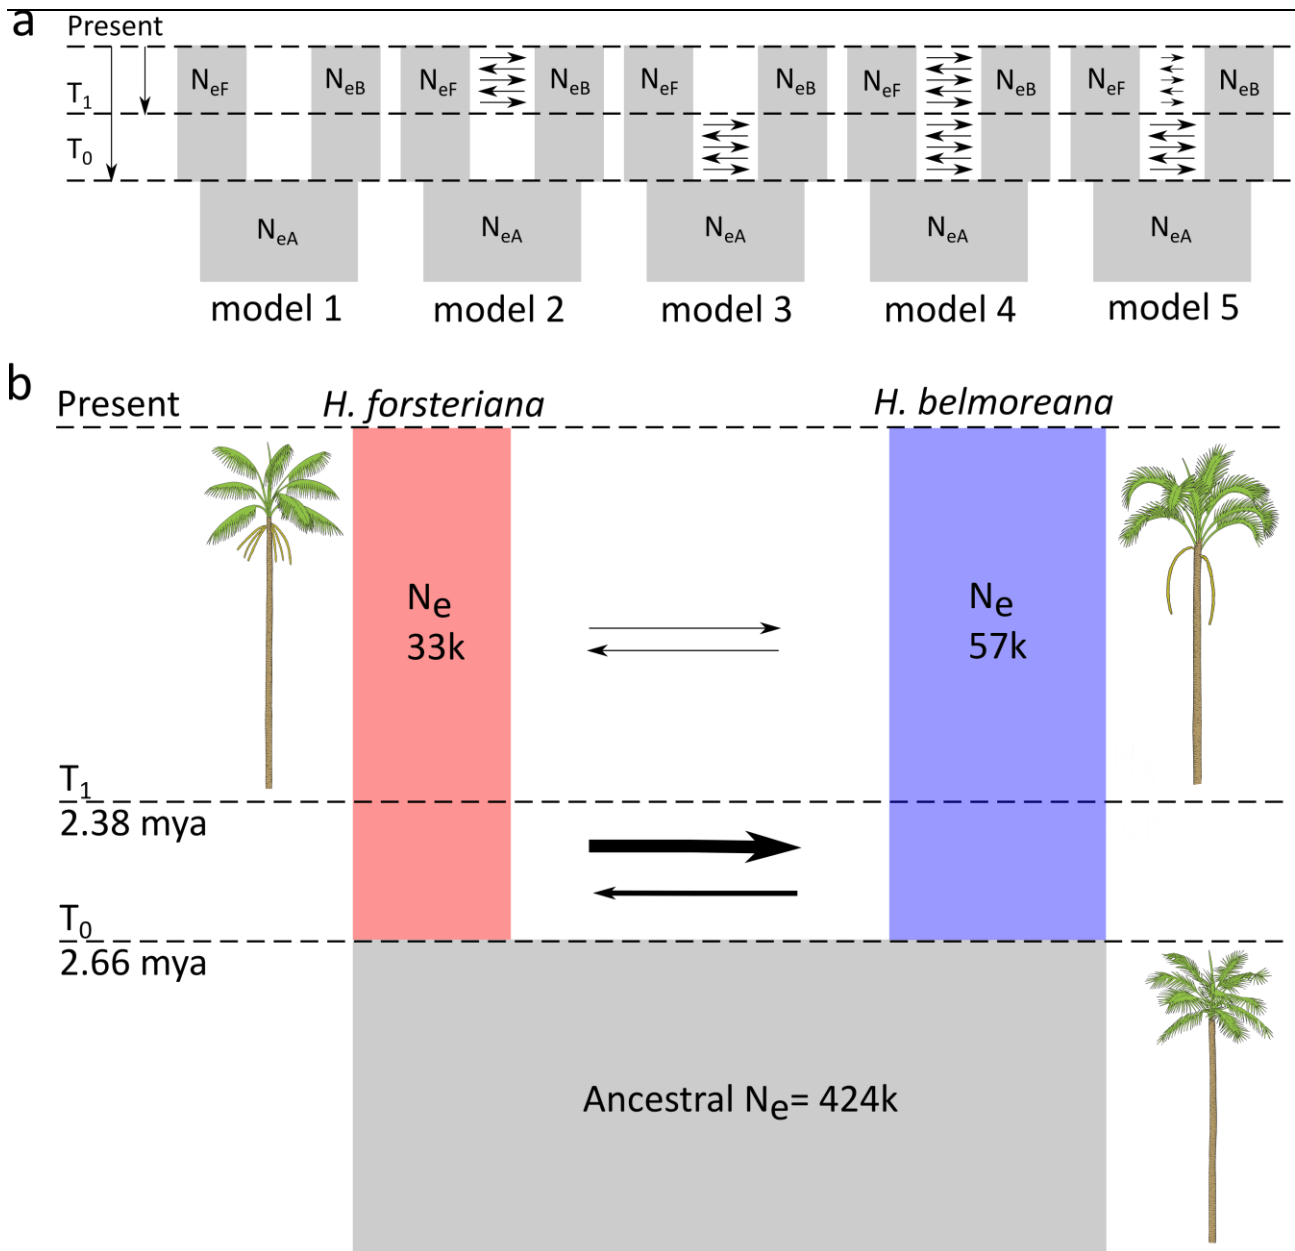 a
Present
T1
T0
NeF NeB NeF NeB NeF NeB NeF NeB NeF NeB
NeA NeA NeA NeA NeA
model 1 model 2 model 3 model 4 model 5
b
Present
H. forsteriana
H. belmoreana
Ne
33k
Ne
57k
T1
2.38 mya
T0
2.66 mya
Ancestral Ne= 424k